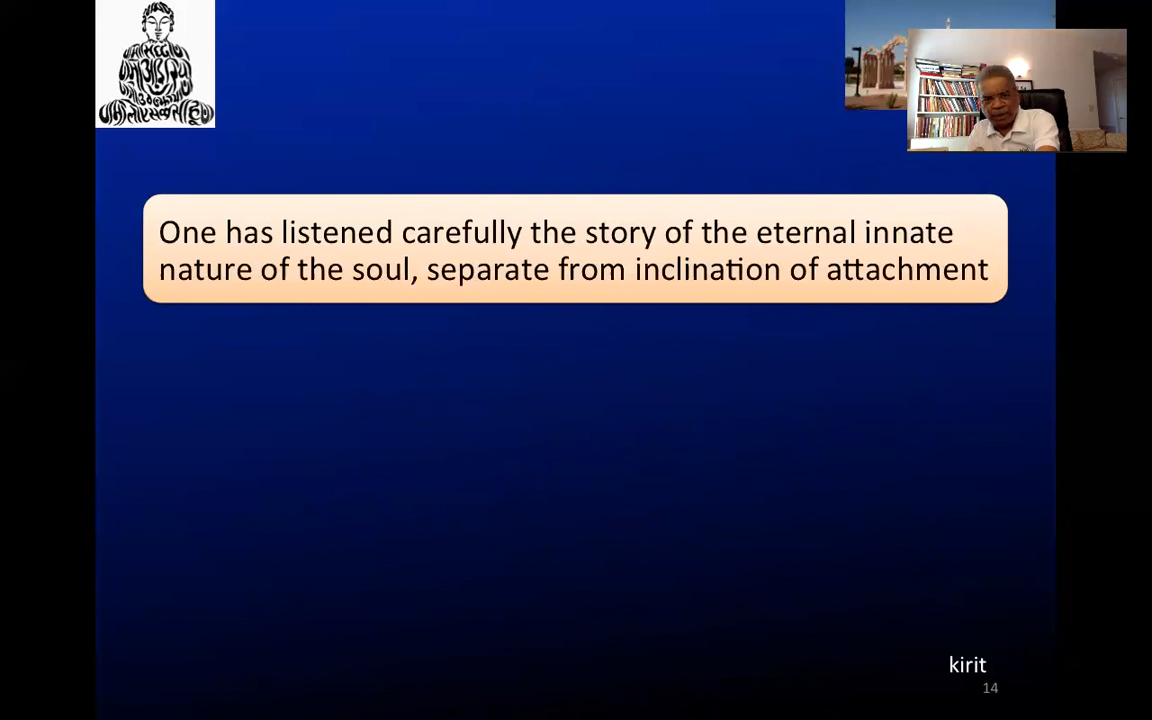 One has listened carefully the story of the eternal innate
nature of the soul, separate from inclination of attachment
kirit
14